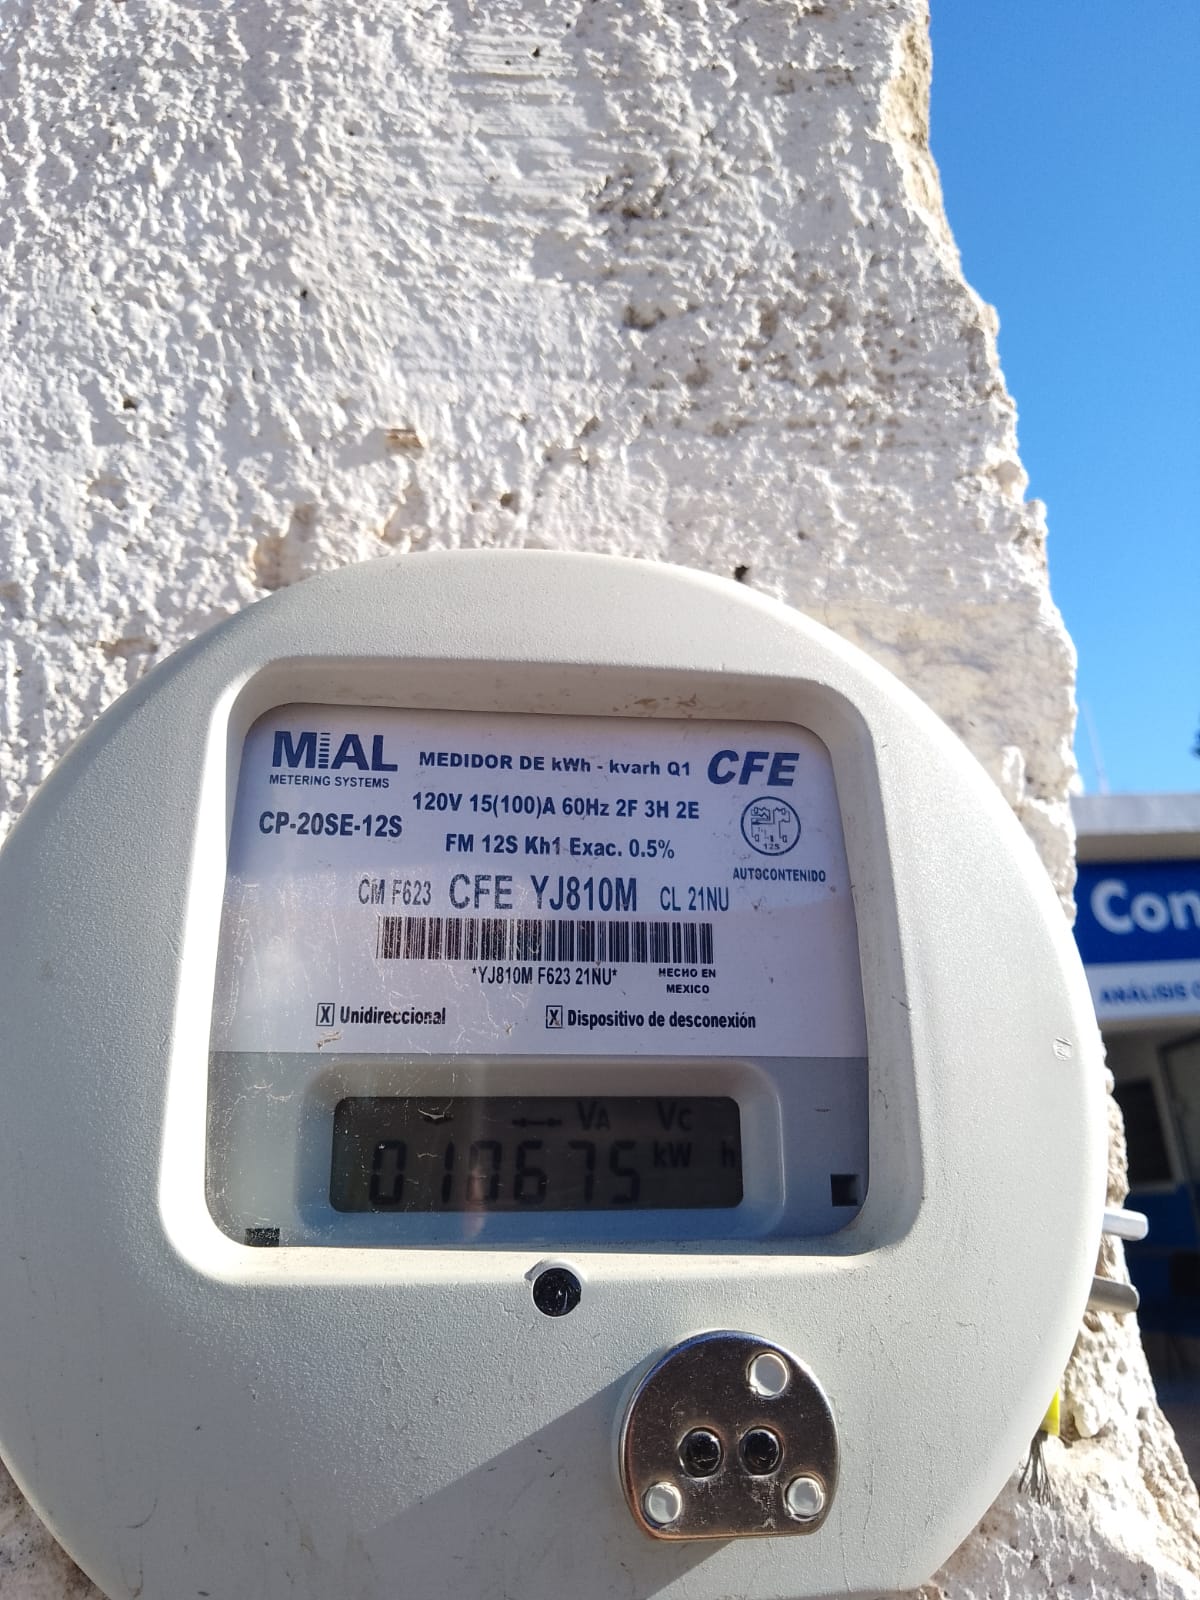 MIAL
METERING SYSTEMS
MEDIDOR DE kWh - kvarh Q1
CFE
120V 15(100)A 60Hz 2F 3H 2E
CP-20SE-12S
FM 12S Kh1 Exac. 0.5%
12S
AUTOCONTENIDO
CM F623 CFE YJ810M CL 21NU
*YJ810M F623 21NU*
HECHO EN
MEXICO
X Unidireccional
X Dispositivo de desconexión
VA VC
010675 kW h
Con
ANÁLISIS